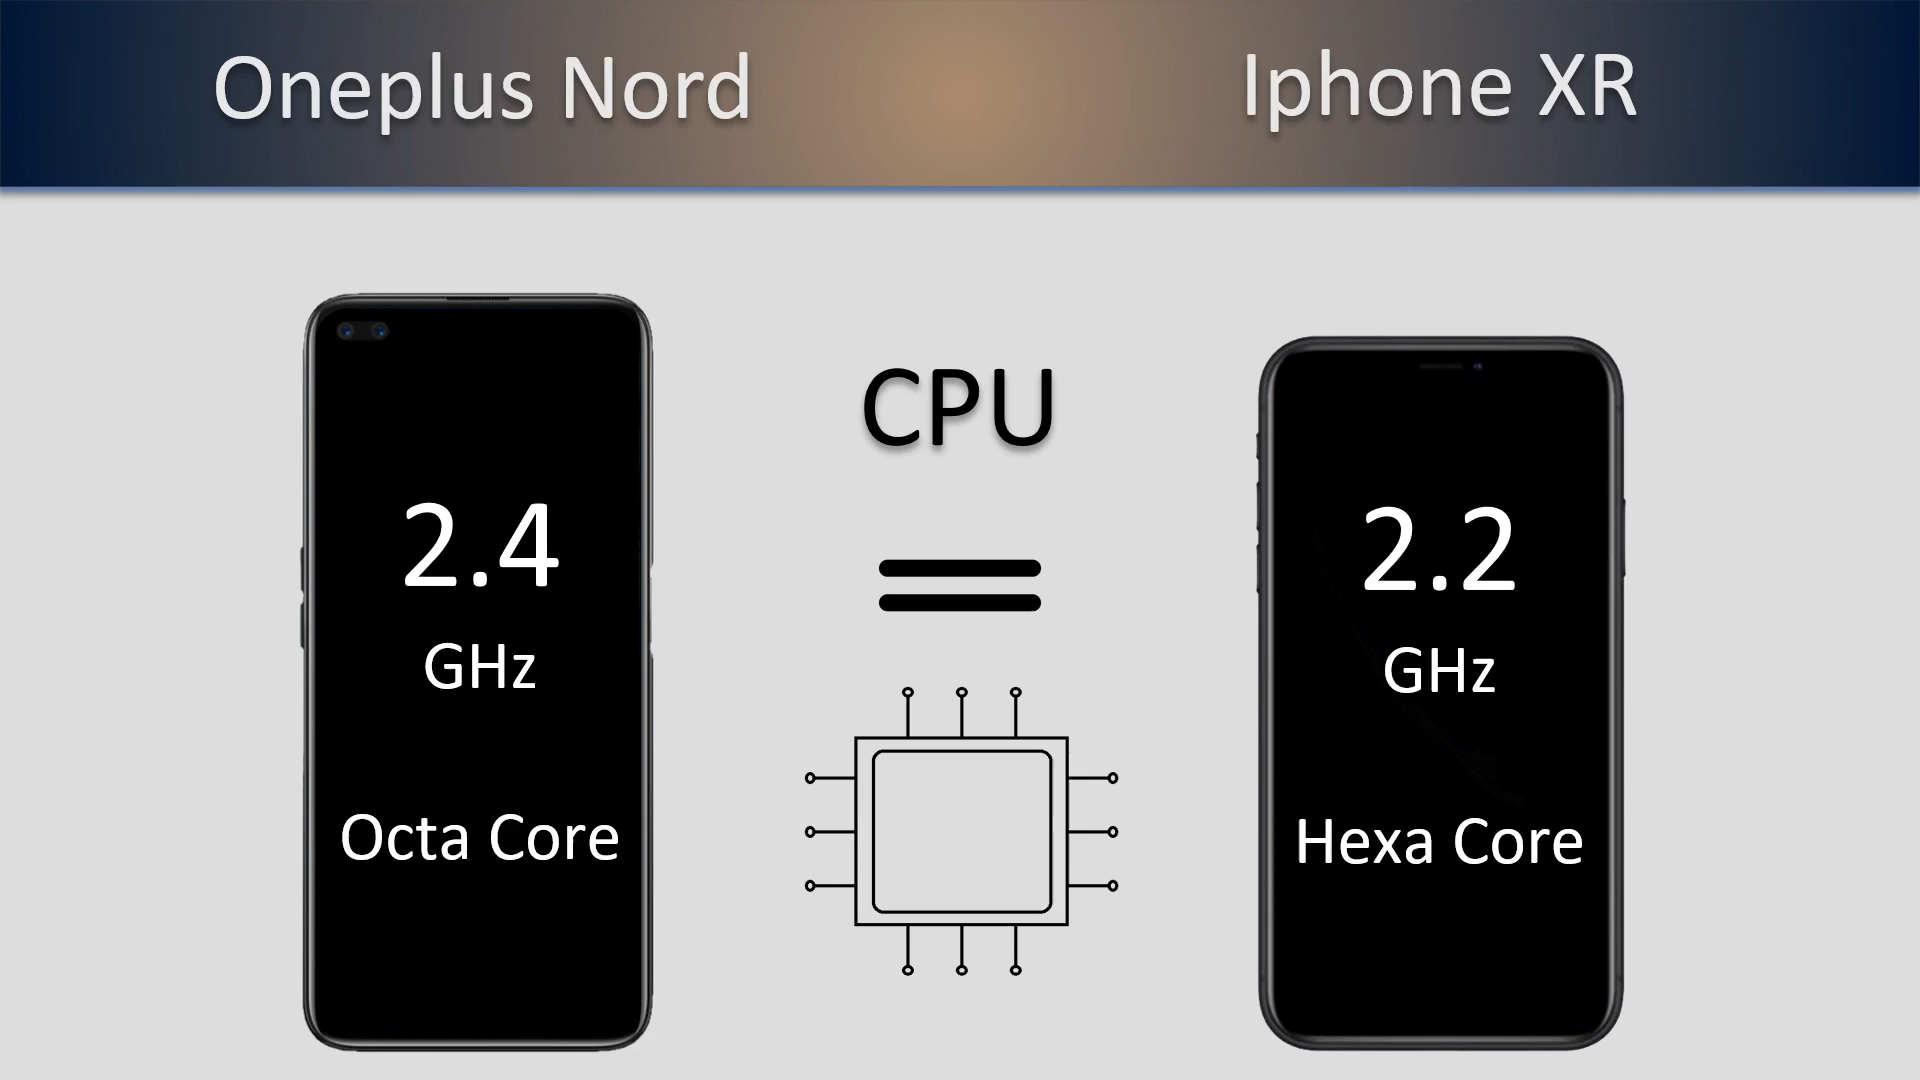 Oneplus Nord
Iphone XR
CPU
2.4
GHz
Octa Core
2.2
GHz
Hexa Core